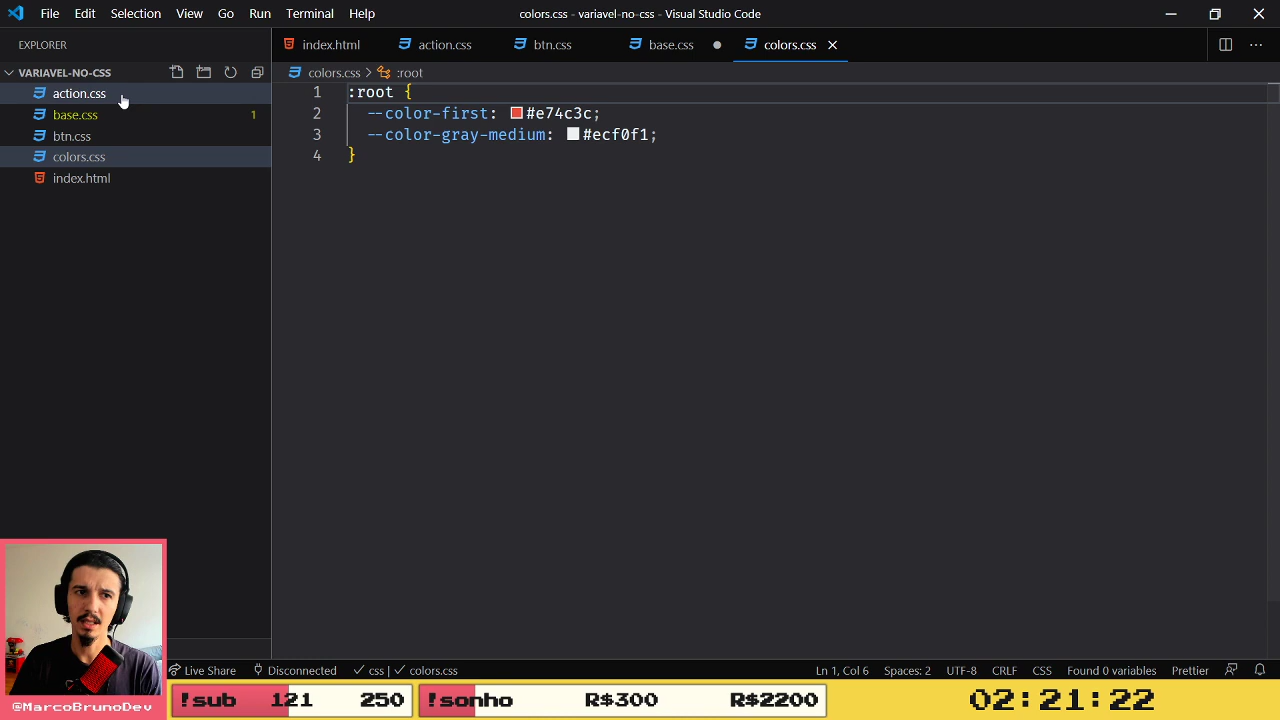 File Edit Selection View Go Run Terminal Help
colors.css - variavel-no-css - Visual Studio Code
EXPLORER
index.html
action.css
btn.css
base.css
colors.css
VARIAVEL-NO-CSS
colors.css > :root
action.css
base.css 1
btn.css
colors.css
index.html
1 :root {
2 --color-first: #e74c3c;
3 --color-gray-medium: #ecf0f1;
4 }
@MarcoBrunoDev
Live Share Disconnected css | colors.css
Ln 1, Col 6 Spaces: 2 UTF-8 CRLF CSS Found 0 variables Prettier
!sub 121 250 !sonho R$300 R$2200 02:21:22